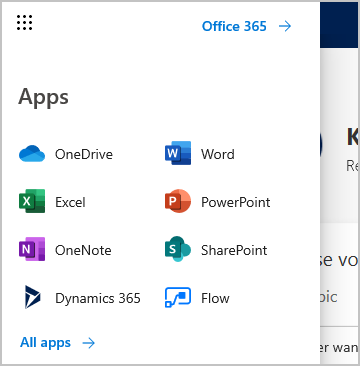 Office 365 →
Apps
OneDrive
Word
Excel
PowerPoint
OneNote
SharePoint
Dynamics 365
Flow
All apps →
K
Re
se vo
pic
er wan